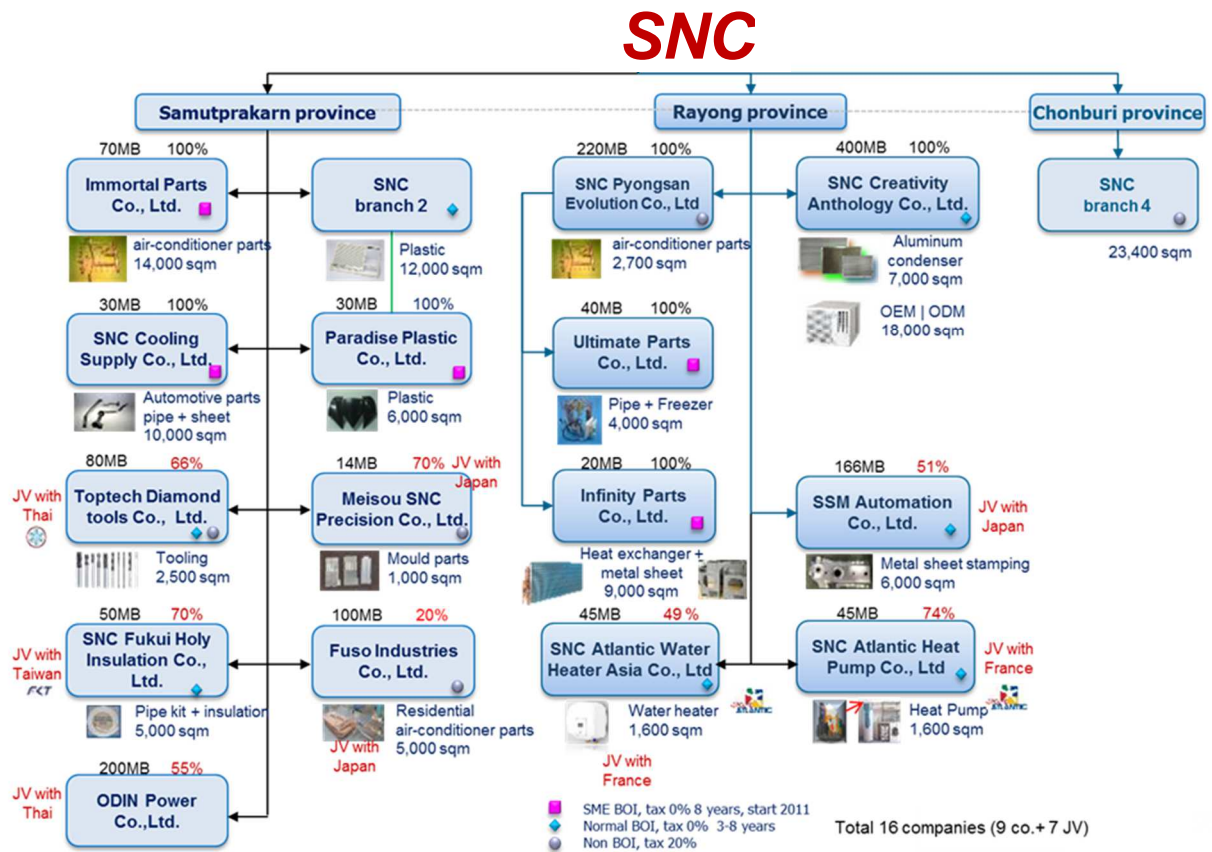 SNC
Samutprakarn province
Rayong province
Chonburi province
70MB 100%
Immortal Parts
Co., Ltd.
air-conditioner parts
14,000 sqm
SNC
branch 2
Plastic
12,000 sqm
220MB 100%
SNC Pyongsan
Evolution Co., Ltd
air-conditioner parts
2,700 sqm
400MB 100%
SNC Creativity
Anthology Co., Ltd.
Aluminum
condenser
7,000 sqm
OEM | ODM
18,000 sqm
SNC
branch 4
23,400 sqm
30MB 100%
SNC Cooling
Supply Co., Ltd.
Automotive parts
pipe + sheet
10,000 sqm
30MB 100%
Paradise Plastic
Co., Ltd.
Plastic
6,000 sqm
40MB 100%
Ultimate Parts
Co., Ltd.
Pipe + Freezer
4,000 sqm
80MB 66%
JV with
Thai
Toptech Diamond
tools Co., Ltd.
Tooling
2,500 sqm
14MB 70%
JV with
Japan
Meisou SNC
Precision Co., Ltd.
Mould parts
1,000 sqm
20MB 100%
Infinity Parts
Co., Ltd.
Heat exchanger +
metal sheet
9,000 sqm
166MB 51%
SSM Automation
Co., Ltd.
JV with
Japan
Metal sheet stamping
6,000 sqm
50MB 70%
JV with
Taiwan
FKT
SNC Fukui Holy
Insulation Co.,
Ltd.
Pipe kit + insulation
5,000 sqm
100MB 20%
Fuso Industries
Co., Ltd.
Residential
air-conditioner parts
5,000 sqm
JV with
Japan
45MB 49 %
SNC Atlantic Water
Heater Asia Co., Ltd
ATLANTIC
Water heater
1,600 sqm
JV with
France
45MB 74%
SNC Atlantic Heat
Pump Co., Ltd
JV with
France
ATLANTIC
Heat Pump
1,600 sqm
200MB 55%
JV with
Thai
ODIN Power
Co.,Ltd.
SME BOI, tax 0% 8 years, start 2011
Normal BOI, tax 0% 3-8 years
Non BOI, tax 20%
Total 16 companies (9 co.+ 7 JV)